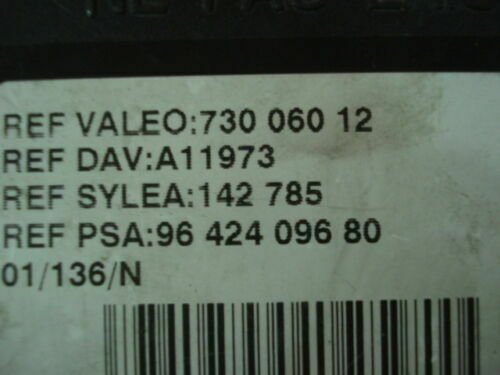 REF VALEO:730 060 12
REF DAV:A11973
REF SYLEA:142 785
REF PSA:96 424 096 80
01/136/N